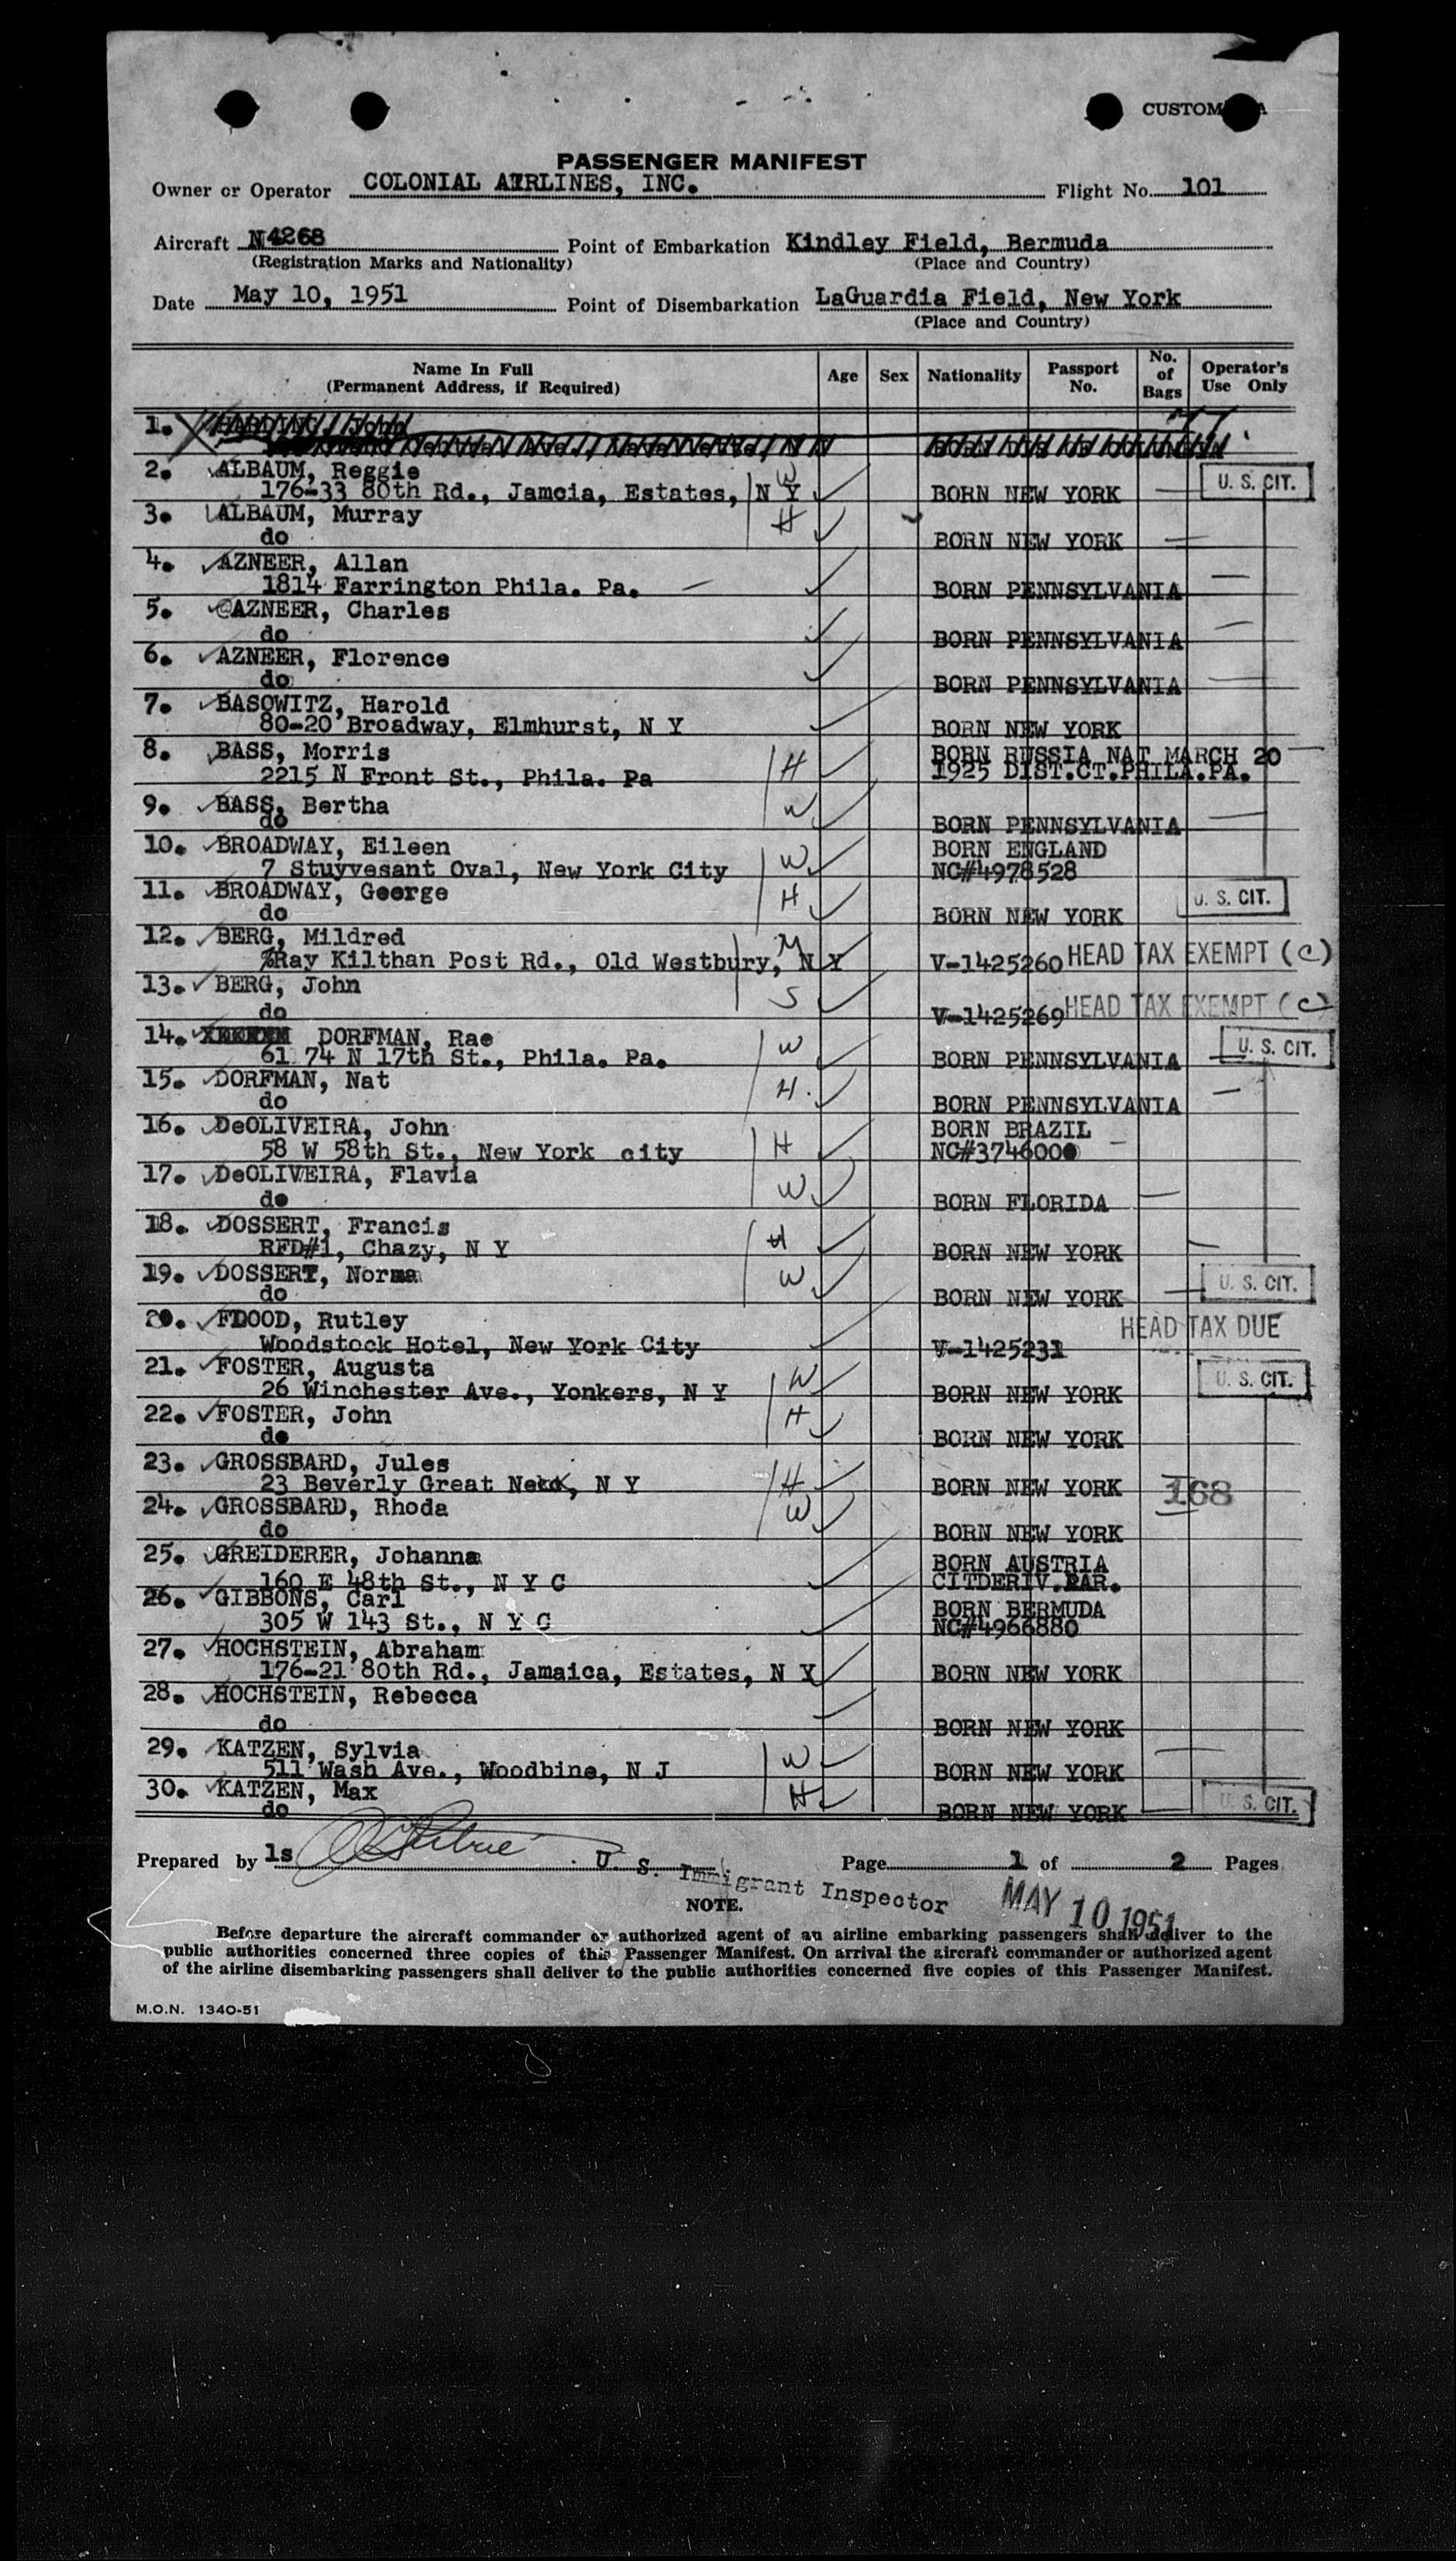 CUSTOM
PASSENGER MANIFEST
Owner or Operator COLONIAL AIRLINES, INC. Flight No. 101
Aircraft N4268 Point of Embarkation Kindley Field, Bermuda
(Registration Marks and Nationality) (Place and Country)
Date May 10, 1951 Point of Disembarkation LaGuardia Field, New York
(Place and Country)
Name In Full (Permanent Address, if Required) Age Sex Nationality Passport No. No. of Bags Operator's Use Only
1. John
2. ALBAUM, Reggie W
176-33 80th Rd., Jamcia, Estates, N Y BORN NEW YORK U. S. CIT.
3. ALBAUM, Murray H
do BORN NEW YORK
4. AZNEER, Allan
1814 Farrington Phila. Pa. BORN PENNSYLVANIA
5. AZNEER, Charles
do BORN PENNSYLVANIA
6. AZNEER, Florence
do BORN PENNSYLVANIA
7. BASOWITZ, Harold
80-20 Broadway, Elmhurst, N Y BORN NEW YORK
8. BASS, Morris BORN RUSSIA NAT MARCH 20
2215 N Front St., Phila. Pa H 1925 DIST.CT.PHILA.PA.
9. BASS, Bertha W
do BORN PENNSYLVANIA
10. BROADWAY, Eileen W BORN ENGLAND
7 Stuyvesant Oval, New York City NC#4978528
11. BROADWAY, George H
do BORN NEW YORK U. S. CIT.
12. BERG, Mildred M
%Ray Kilthan Post Rd., Old Westbury, N Y V-1425260 HEAD TAX EXEMPT (C)
13. BERG, John S
do V-1425269 HEAD TAX EXEMPT (C)
14. DORFMAN, Rae W
61 74 N 17th St., Phila. Pa. BORN PENNSYLVANIA U. S. CIT.
15. DORFMAN, Nat H.
do BORN PENNSYLVANIA
16. DeOLIVEIRA, John BORN BRAZIL
58 W 58th St., New York city H NC#3746000
17. DeOLIVEIRA, Flavia W
do BORN FLORIDA
18. DOSSERT, Francis H
RFD#1, Chazy, N Y BORN NEW YORK
19. DOSSERT, Norma W
do BORN NEW YORK U. S. CIT.
20. FLOOD, Rutley HEAD TAX DUE
Woodstock Hotel, New York City V-1425231
21. FOSTER, Augusta W
26 Winchester Ave., Yonkers, N Y BORN NEW YORK U. S. CIT.
22. FOSTER, John H
do BORN NEW YORK
23. GROSSBARD, Jules
23 Beverly Great Neck, N Y H BORN NEW YORK 168
24. GROSSBARD, Rhoda W
do BORN NEW YORK
25. GREIDERER, Johanna BORN AUSTRIA
160 E 48th St., N Y C CITDERIV.PAR.
26. GIBBONS, Carl BORN BERMUDA
305 W 143 St., N Y C NC#4966880
27. HOCHSTEIN, Abraham
176-21 80th Rd., Jamaica, Estates, N Y BORN NEW YORK
28. HOCHSTEIN, Rebecca
do BORN NEW YORK
29. KATZEN, Sylvia W
511 Wash Ave., Woodbine, N J BORN NEW YORK
30. KATZEN, Max H
do BORN NEW YORK U. S. CIT.
Prepared by ls U. S. Immigrant Inspector Page 1 of 2 Pages
MAY 10 1951
NOTE.
Before departure the aircraft commander or authorized agent of an airline embarking passengers shall deliver to the
public authorities concerned three copies of this Passenger Manifest. On arrival the aircraft commander or authorized agent
of the airline disembarking passengers shall deliver to the public authorities concerned five copies of this Passenger Manifest.
M.O.N. 1340-51